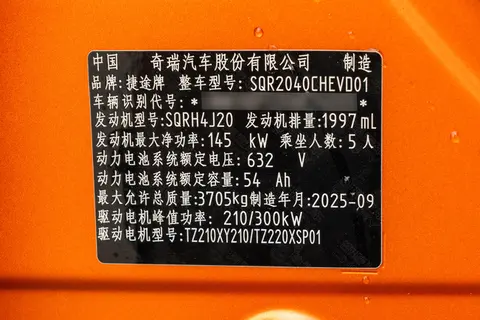 中国 奇瑞汽车股份有限公司 制造
品牌:捷途牌 整车型号:SQR2040CHEVD01
车辆识别代号:* *
发动机型号:SQRH4J20 发动机排量:1997mL
发动机最大净功率:145 kW 乘坐人数:5人
动力电池系统额定电压:632 V
动力电池系统额定容量:54 Ah
最大允许总质量:3705kg制造年月:2025-09
驱动电机峰值功率:210/300kW
驱动电机型号:TZ210XY210/TZ220XSP01